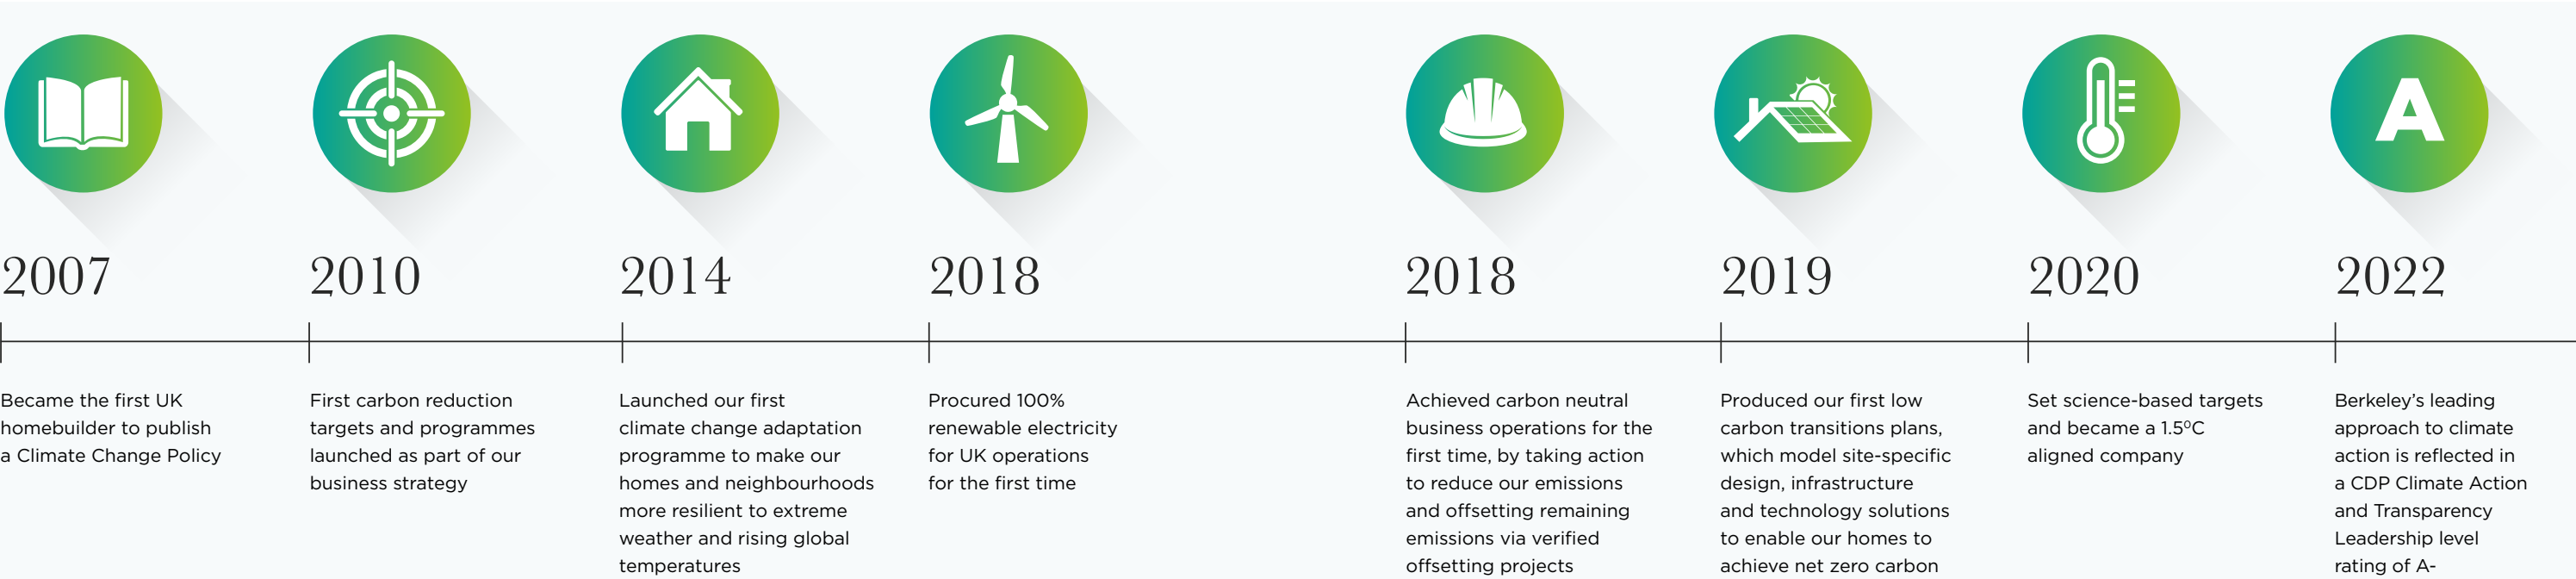 A
2007
2010
2014
2018
2018
2019
2020
2022
Became the first UK
homebuilder to publish
a Climate Change Policy
First carbon reduction
targets and programmes
launched as part of our
business strategy
Launched our first
climate change adaptation
programme to make our
homes and neighbourhoods
more resilient to extreme
weather and rising global
temperatures
Procured 100%
renewable electricity
for UK operations
for the first time
Achieved carbon neutral
business operations for the
first time, by taking action
to reduce our emissions
and offsetting remaining
emissions via verified
offsetting projects
Produced our first low
carbon transitions plans,
which model site-specific
design, infrastructure
and technology solutions
to enable our homes to
achieve net zero carbon
Set science-based targets
and became a 1.5⁰C
aligned company
Berkeley’s leading
approach to climate
action is reflected in
a CDP Climate Action
and Transparency
Leadership level
rating of A-